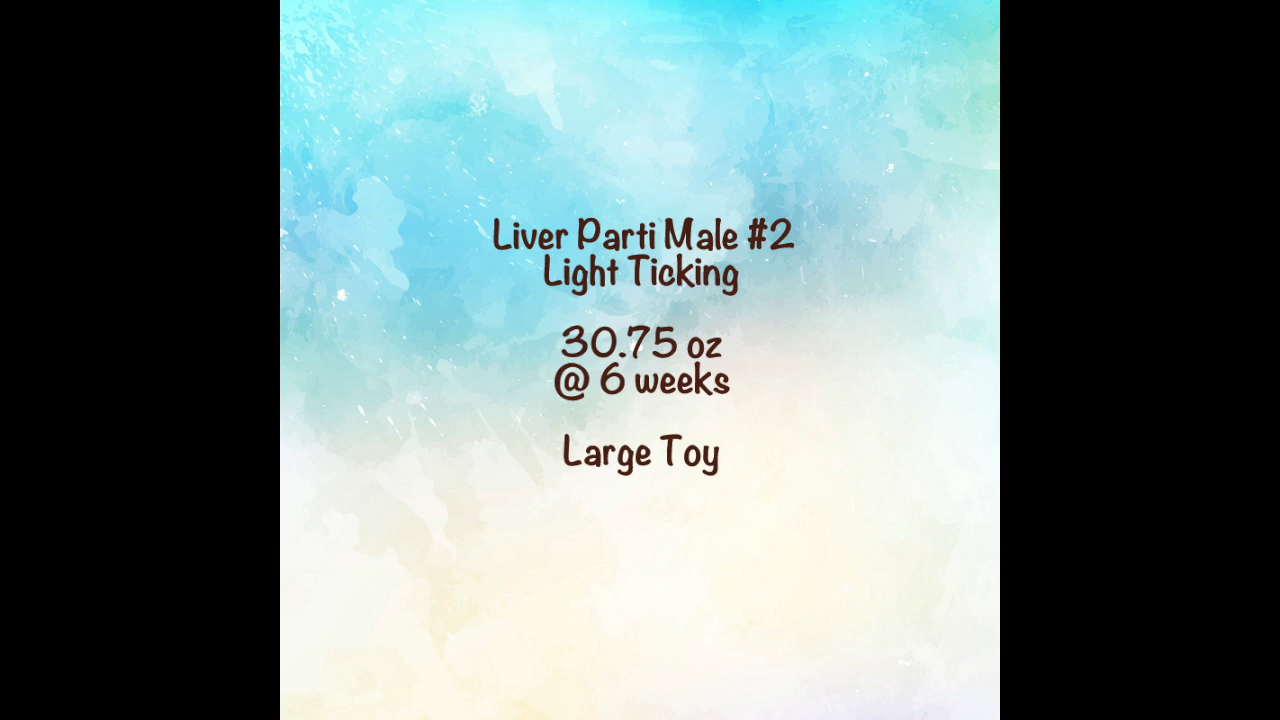 Liver Parti Male #2
Light Ticking
30.75 oz
@ 6 weeks
Large Toy